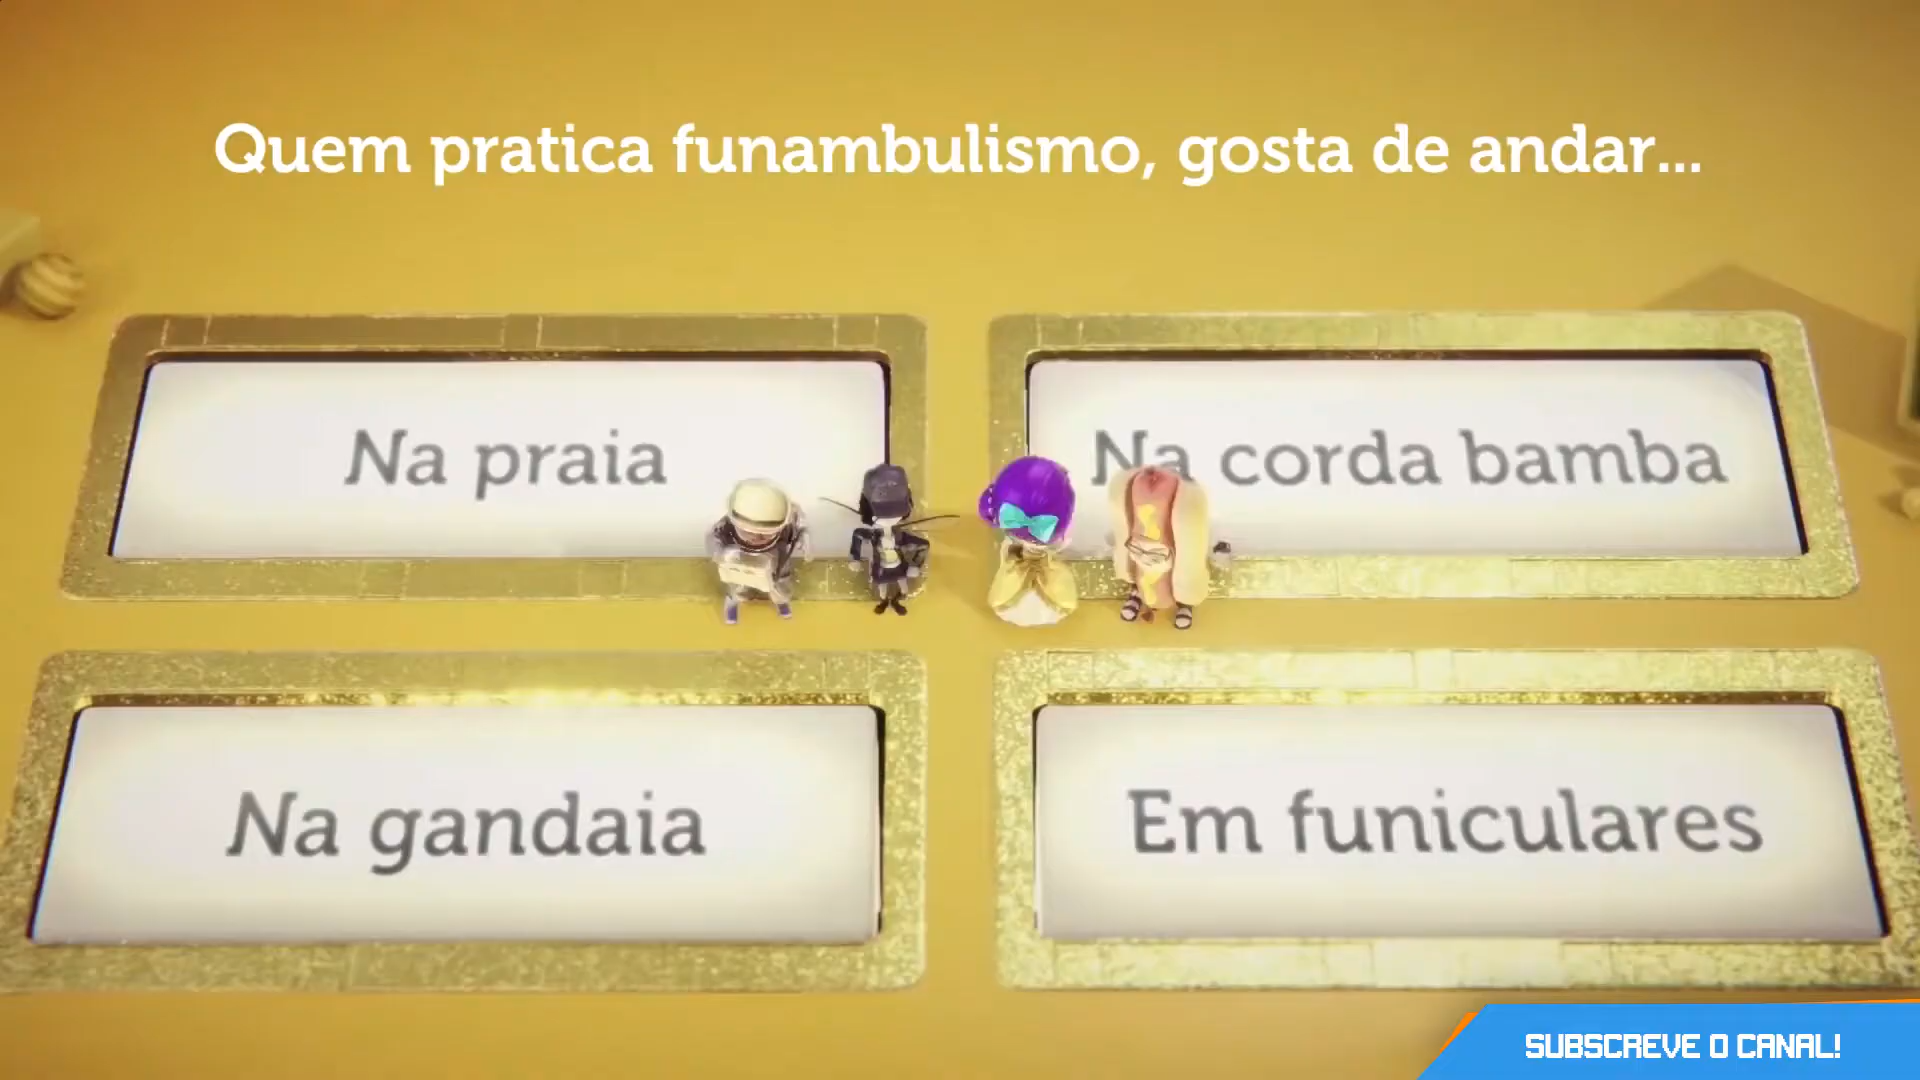 Quem pratica funambulismo, gosta de andar...
Na praia
Na corda bamba
Na gandaia
Em funiculares
SUBSCREVE O CANAL!